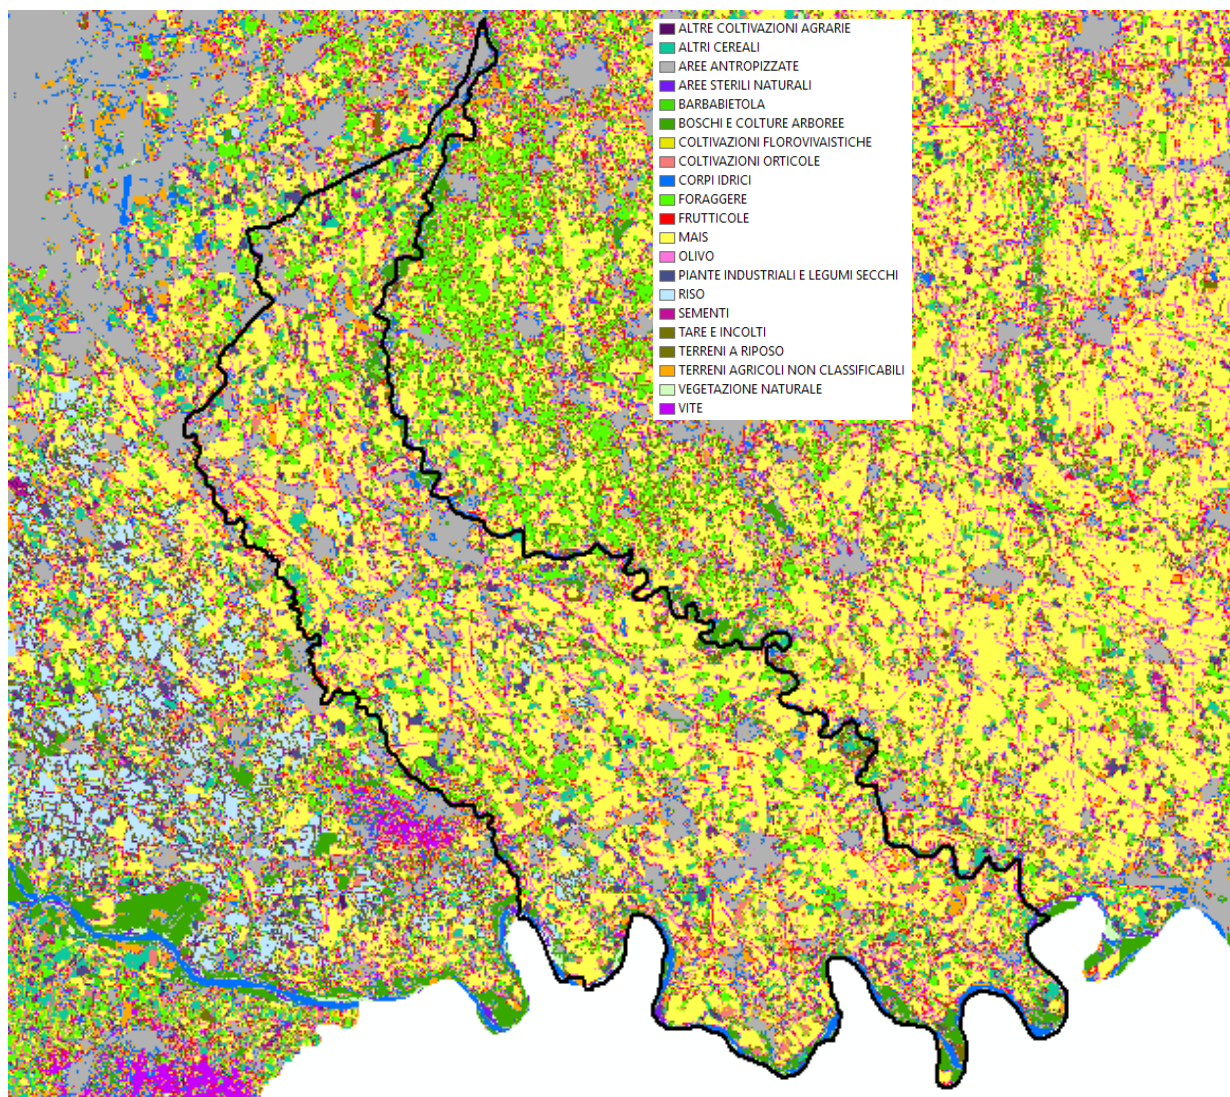 ALTRE COLTIVAZIONI AGRARIE
ALTRI CEREALI
AREE ANTROPIZZATE
AREE STERILI NATURALI
BARBABIETOLA
BOSCHI E COLTURE ARBOREE
COLTIVAZIONI FLOROVIVAISTICHE
COLTIVAZIONI ORTICOLE
CORPI IDRICI
FORAGGERE
FRUTTICOLE
MAIS
OLIVO
PIANTE INDUSTRIALI E LEGUMI SECCHI
RISO
SEMENTI
TARE E INCOLTI
TERRENI A RIPOSO
TERRENI AGRICOLI NON CLASSIFICABILI
VEGETAZIONE NATURALE
VITE